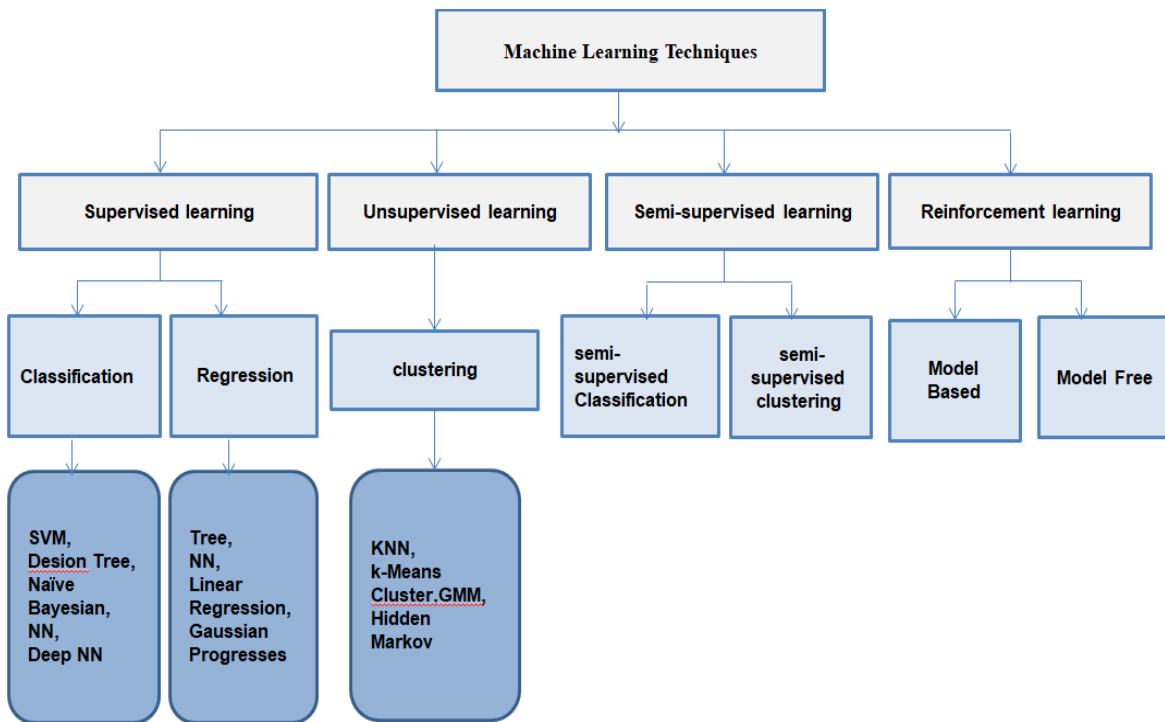 Machine Learning Techniques
Supervised learning
Unsupervised learning
Semi-supervised learning
Reinforcement learning
Classification
Regression
clustering
semi-
supervised
Classification
semi-
supervised
clustering
Model
Based
Model Free
SVM,
Desion Tree,
Naïve
Bayesian,
NN,
Deep NN
Tree,
NN,
Linear
Regression,
Gaussian
Progresses
KNN,
k-Means
Cluster.GMM,
Hidden
Markov